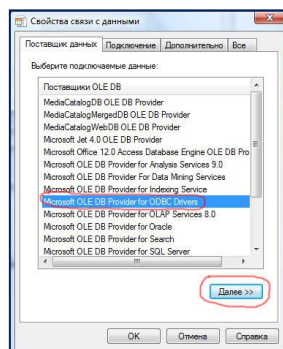 Свойства связи с данными
Поставщик данных Подключение Дополнительно Все
Выберите подключаемые данные:
Поставщики OLE DB
MediaCatalogDB OLE DB Provider
MediaCatalogMergedDB OLE DB Provider
MediaCatalogWebDB OLE DB Provider
Microsoft Jet 4.0 OLE DB Provider
Microsoft Office 12.0 Access Database Engine OLE DB Pro
Microsoft OLE DB Provider for Analysis Services 9.0
Microsoft OLE DB Provider For Data Mining Services
Microsoft OLE DB Provider for Indexing Service
Microsoft OLE DB Provider for ODBC Drivers
Microsoft OLE DB Provider for OLAP Services 8.0
Microsoft OLE DB Provider for Oracle
Microsoft OLE DB Provider for Search
Microsoft OLE DB Provider for SQL Server
Далее >>
OK Отмена Справка